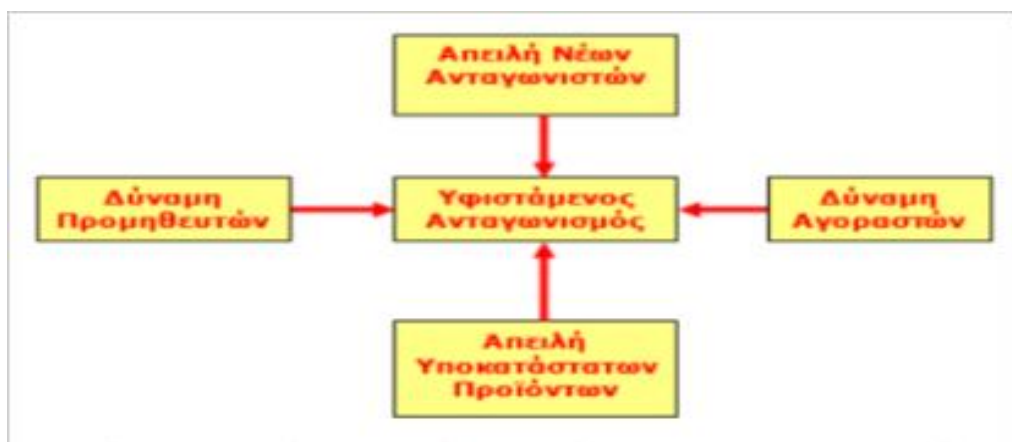 Απειλή Νέων
Ανταγωνιστών
Δύναμη
Προμηθευτών
Υφιστάμενος
Ανταγωνισμός
Δύναμη
Αγοραστών
Απειλή
Υποκατάστατων
Προϊόντων